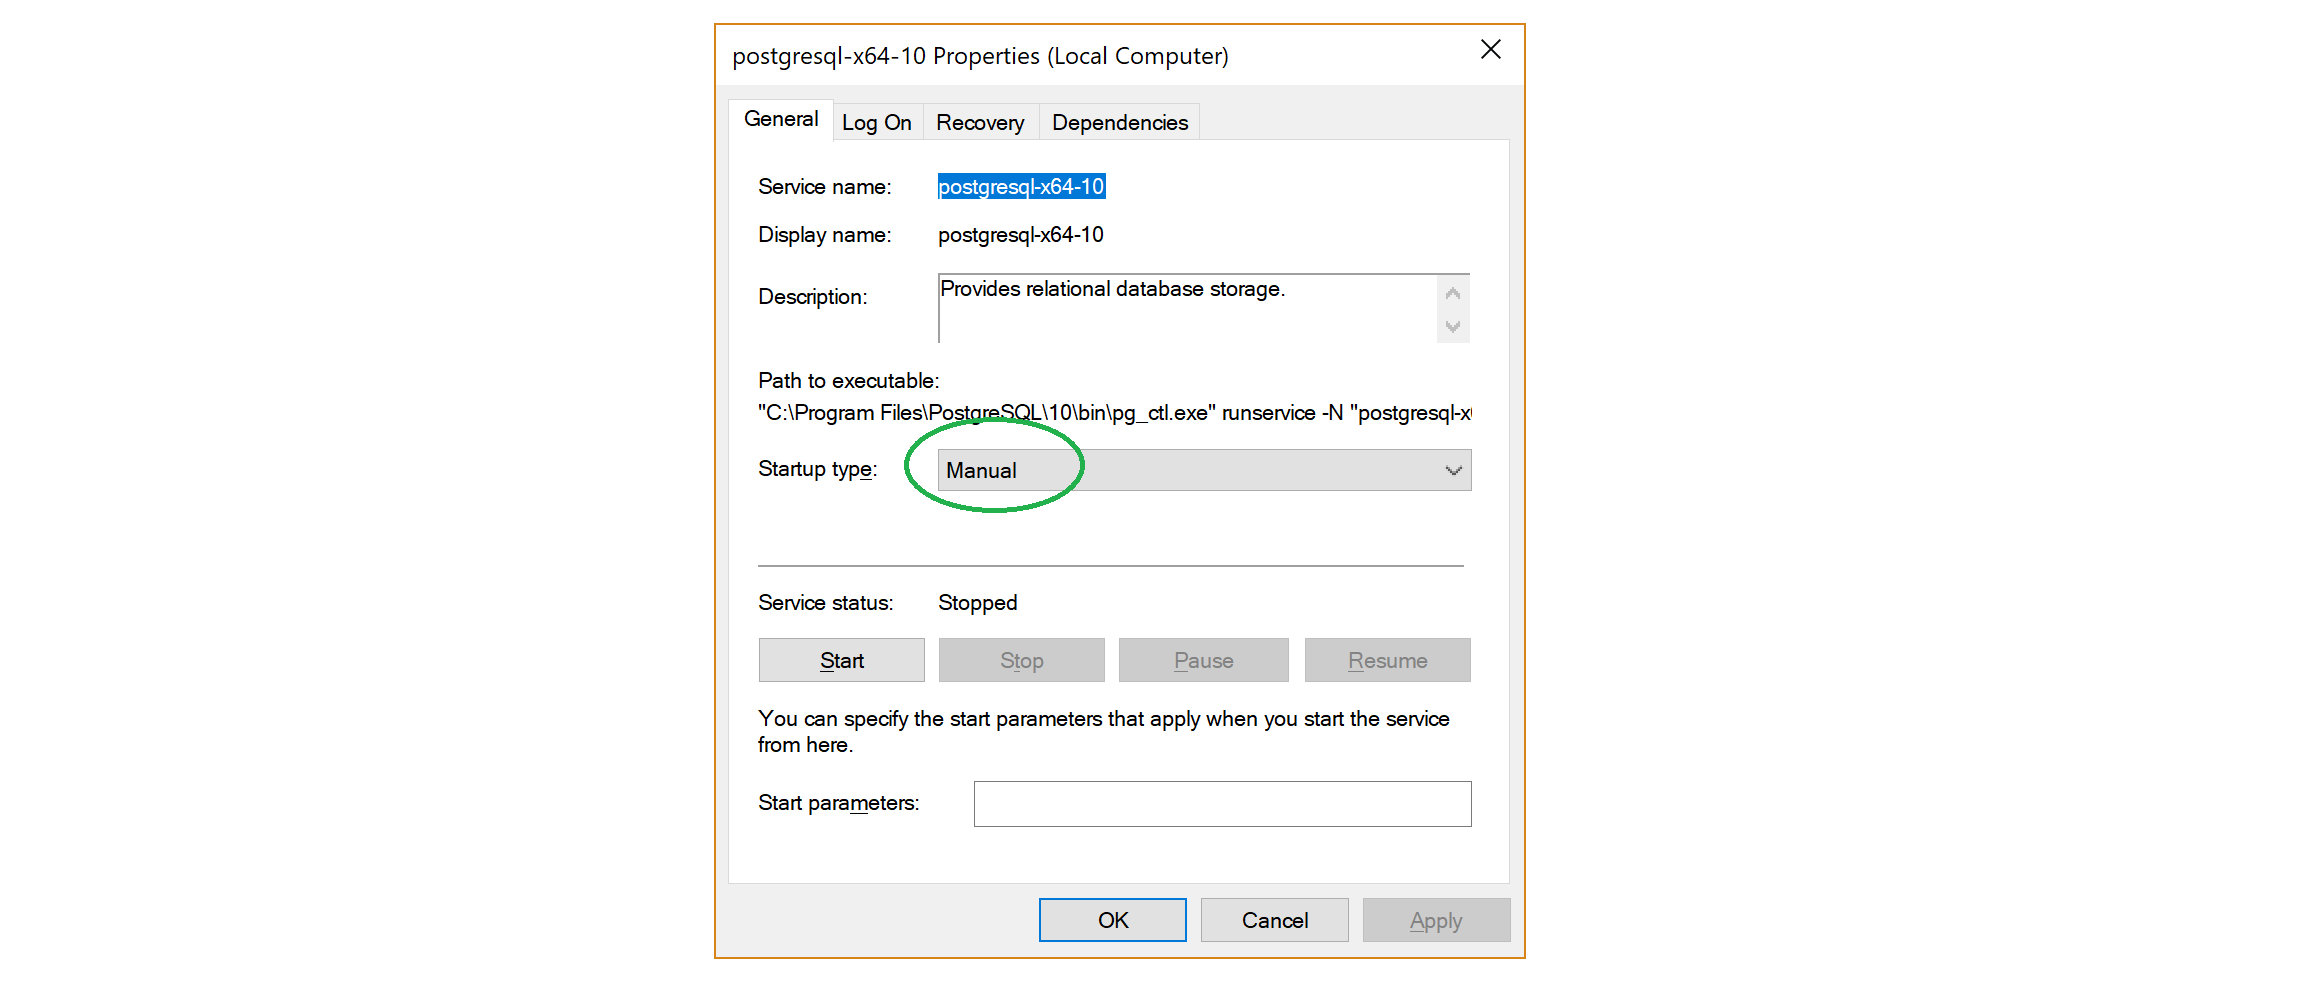 postgresql-x64-10 Properties (Local Computer)
General Log On Recovery Dependencies
Service name: postgresql-x64-10
Display name: postgresql-x64-10
Description: Provides relational database storage.
Path to executable:
"C:\Program Files\PostgreSQL\10\bin\pg_ctl.exe" runservice -N "postgresql-x
Startup type: Manual
Service status: Stopped
Start Stop Pause Resume
You can specify the start parameters that apply when you start the service
from here.
Start parameters:
OK Cancel Apply